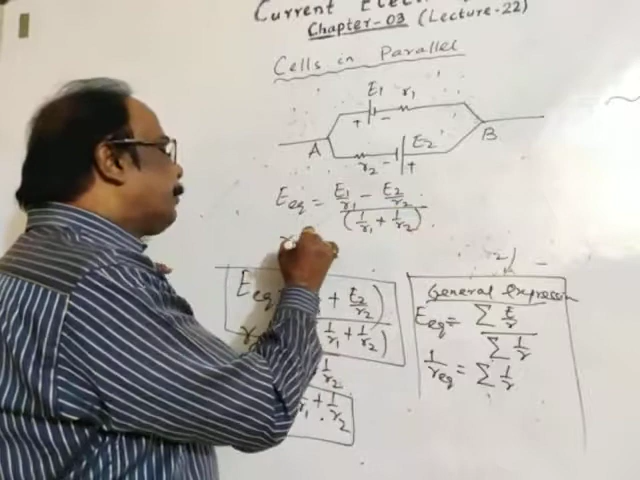 Current Elect
Chapter-03 (Lecture-22)
Cells in Parallel
E1 r1
+ -
A B
E2
r2 - +
Eeq = E1/r1 - E2/r2
(1/r1 + 1/r2)
r
Eeq + E2/r2)
1/r1 + 1/r2)
r
1/r2
r1 + 1/r2
General Expression
Eeq = Σ E/r
Σ 1/r
1/req = Σ 1/r